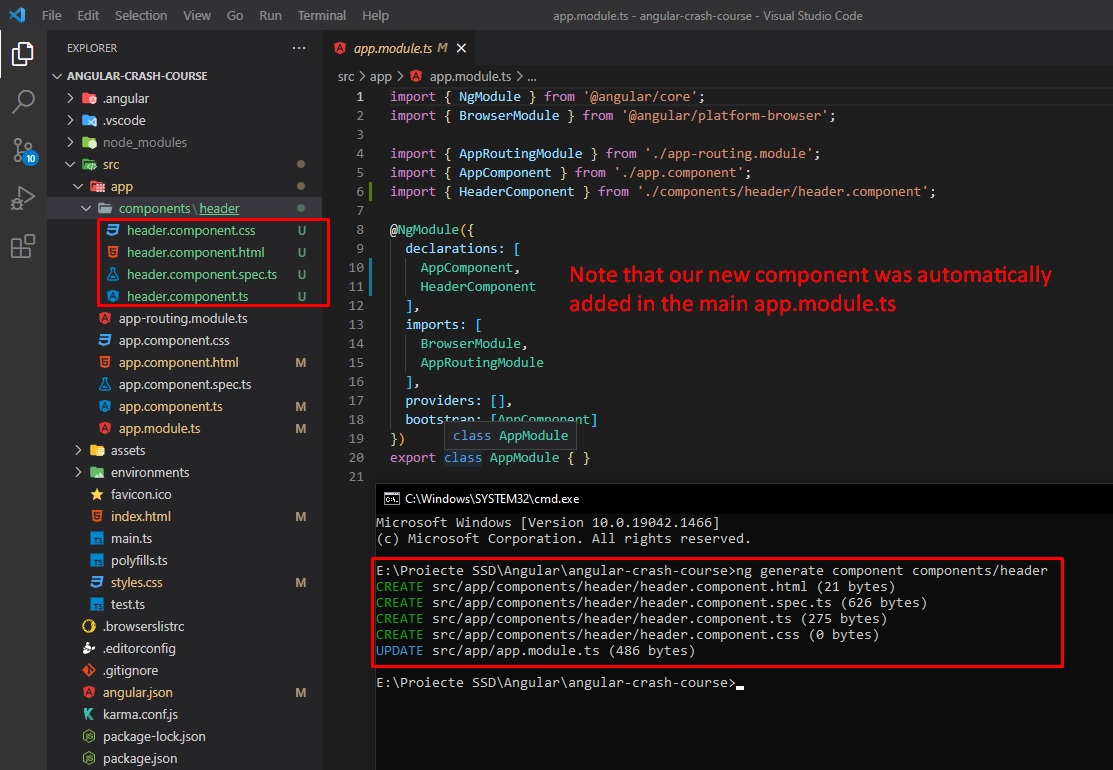 File Edit Selection View Go Run Terminal Help
app.module.ts - angular-crash-course - Visual Studio Code
EXPLORER
ANGULAR-CRASH-COURSE
.angular
.vscode
node_modules
src
app
components\header
header.component.css U
header.component.html U
header.component.spec.ts U
header.component.ts U
app-routing.module.ts
app.component.css
app.component.html M
app.component.spec.ts
app.component.ts M
app.module.ts M
assets
environments
favicon.ico
index.html M
main.ts
polyfills.ts
styles.css M
test.ts
.browserslistrc
.editorconfig
.gitignore
angular.json M
karma.conf.js
package-lock.json
package.json
10
app.module.ts M
src > app > app.module.ts > ...
1 import { NgModule } from '@angular/core';
2 import { BrowserModule } from '@angular/platform-browser';
3
4 import { AppRoutingModule } from './app-routing.module';
5 import { AppComponent } from './app.component';
6 import { HeaderComponent } from './components/header/header.component';
7
8 @NgModule({
9 declarations: [
10 AppComponent,
11 HeaderComponent
12 ],
13 imports: [
14 BrowserModule,
15 AppRoutingModule
16 ],
17 providers: [],
18 bootstrap: [AppComponent]
19 })
class AppModule
20 export class AppModule { }
21
Note that our new component was automatically
added in the main app.module.ts
C:\Windows\SYSTEM32\cmd.exe
Microsoft Windows [Version 10.0.19042.1466]
(c) Microsoft Corporation. All rights reserved.
E:\Proiecte SSD\Angular\angular-crash-course>ng generate component components/header
CREATE src/app/components/header/header.component.html (21 bytes)
CREATE src/app/components/header/header.component.spec.ts (626 bytes)
CREATE src/app/components/header/header.component.ts (275 bytes)
CREATE src/app/components/header/header.component.css (0 bytes)
UPDATE src/app/app.module.ts (486 bytes)
E:\Proiecte SSD\Angular\angular-crash-course>